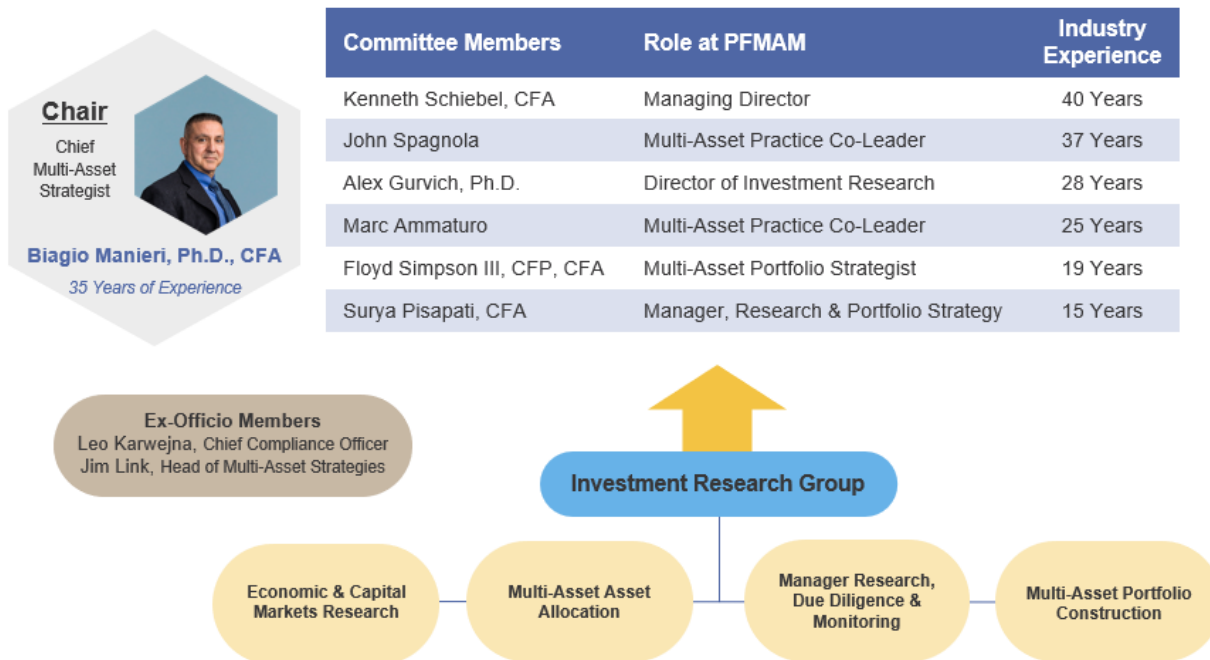 Chair
Chief
Multi-Asset
Strategist
Biagio Manieri, Ph.D., CFA
35 Years of Experience
Committee Members Role at PFMAM Industry Experience
Kenneth Schiebel, CFA Managing Director 40 Years
John Spagnola Multi-Asset Practice Co-Leader 37 Years
Alex Gurvich, Ph.D. Director of Investment Research 28 Years
Marc Ammaturo Multi-Asset Practice Co-Leader 25 Years
Floyd Simpson III, CFP, CFA Multi-Asset Portfolio Strategist 19 Years
Surya Pisapati, CFA Manager, Research & Portfolio Strategy 15 Years
Ex-Officio Members
Leo Karwejna, Chief Compliance Officer
Jim Link, Head of Multi-Asset Strategies
Investment Research Group
Economic & Capital
Markets Research
Multi-Asset Asset
Allocation
Manager Research,
Due Diligence &
Monitoring
Multi-Asset Portfolio
Construction